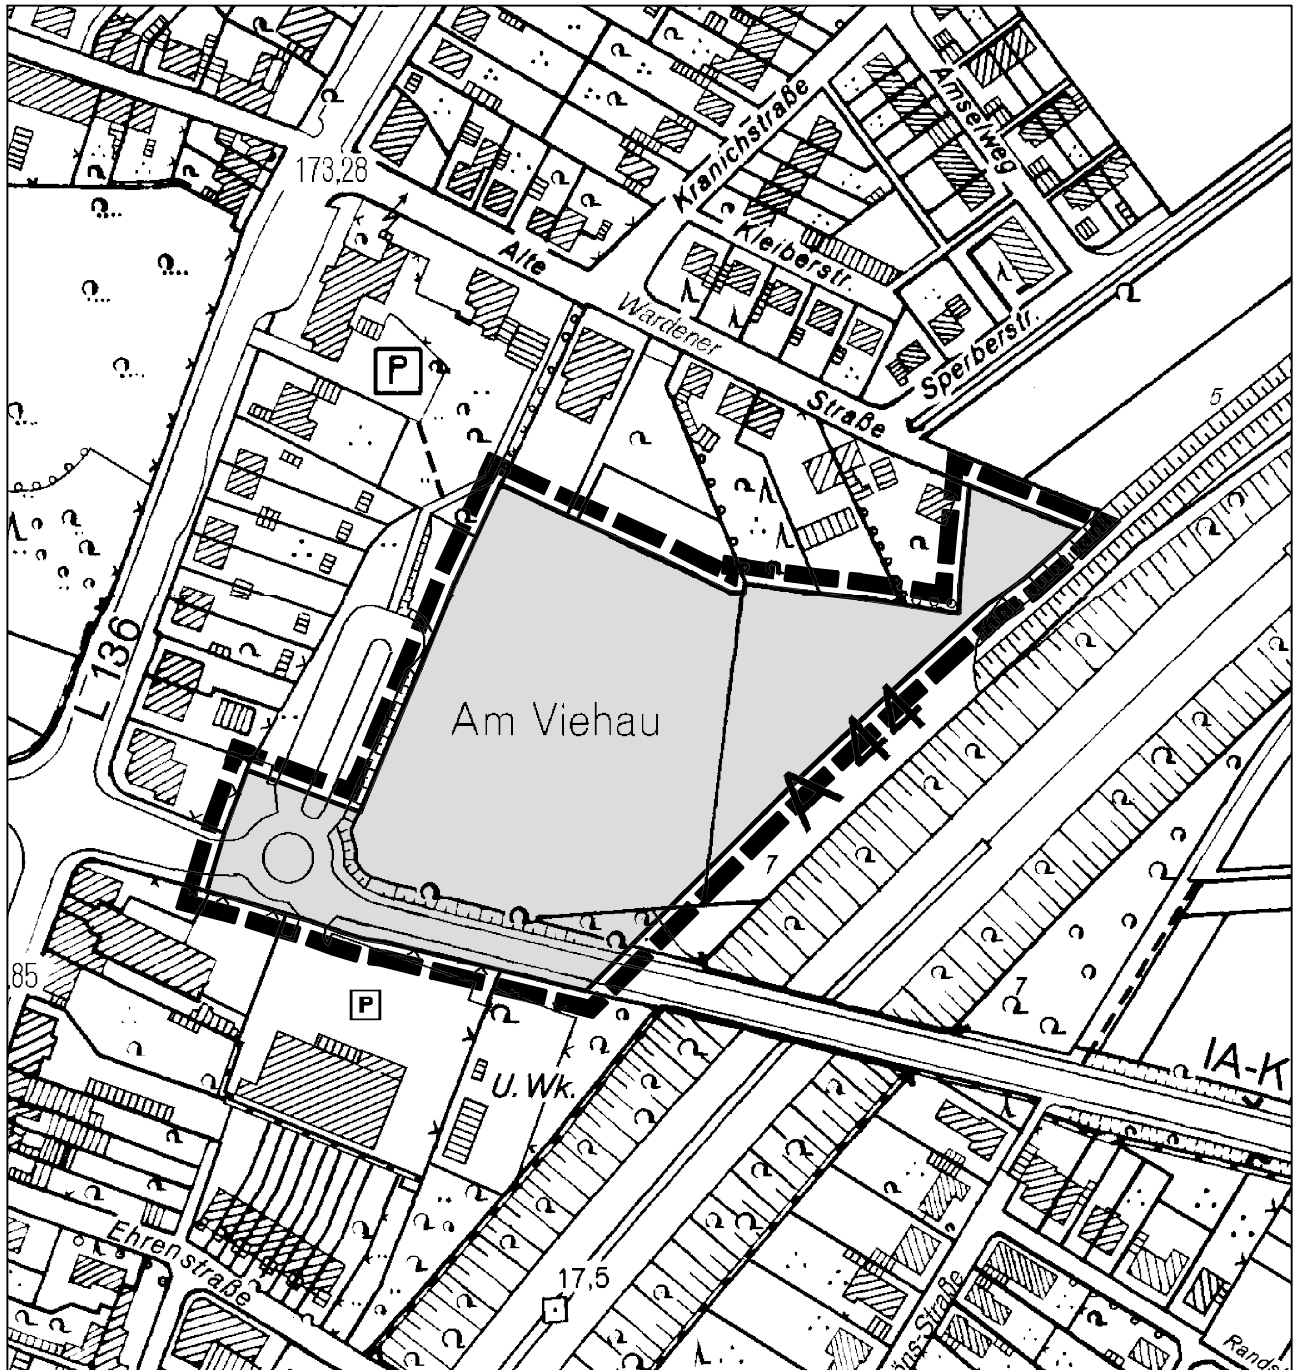 Amselweg
Kranichstraße
173,28
Kleiberstr.
Alte
Wardener
Straße
Sperberstr.
P
5
L 136
Am Viehau
A 44
7
85
7
P
IA-K
U. Wk.
Ehrenstraße
17,5